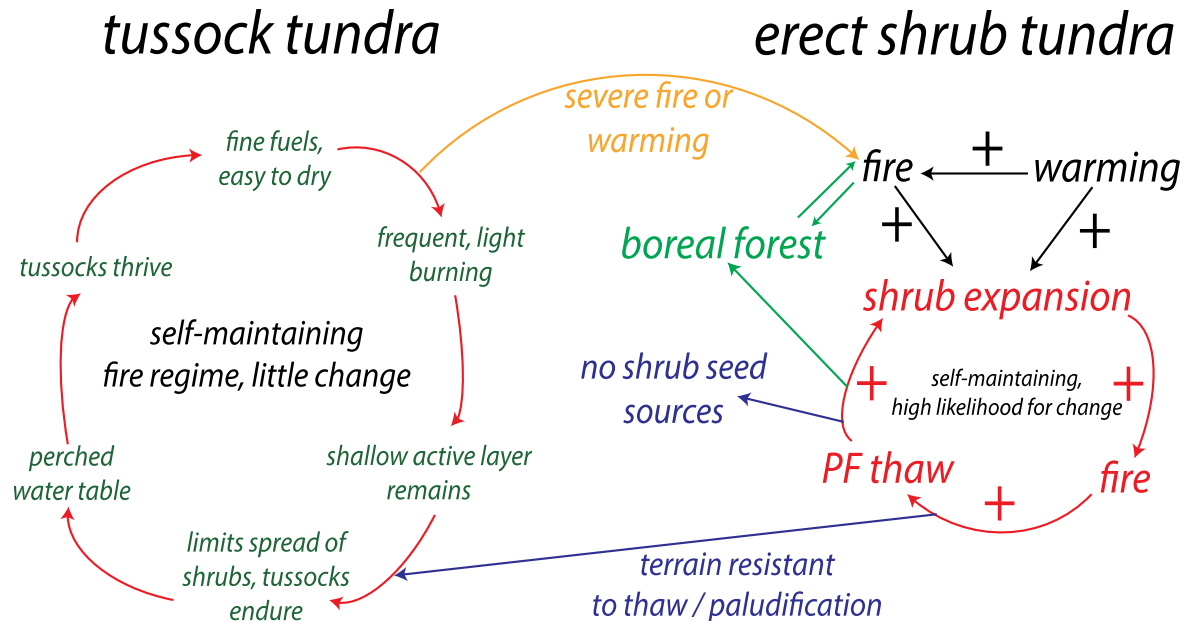 tussock tundra
erect shrub tundra
severe fire or
warming
fine fuels,
easy to dry
frequent, light
burning
tussocks thrive
self-maintaining
fire regime, little change
perched
water table
shallow active layer
remains
limits spread of
shrubs, tussocks
endure
fire
+
warming
+
+
boreal forest
shrub expansion
no shrub seed
sources
+
self-maintaining,
high likelihood for change
+
PF thaw
fire
+
terrain resistant
to thaw / paludification